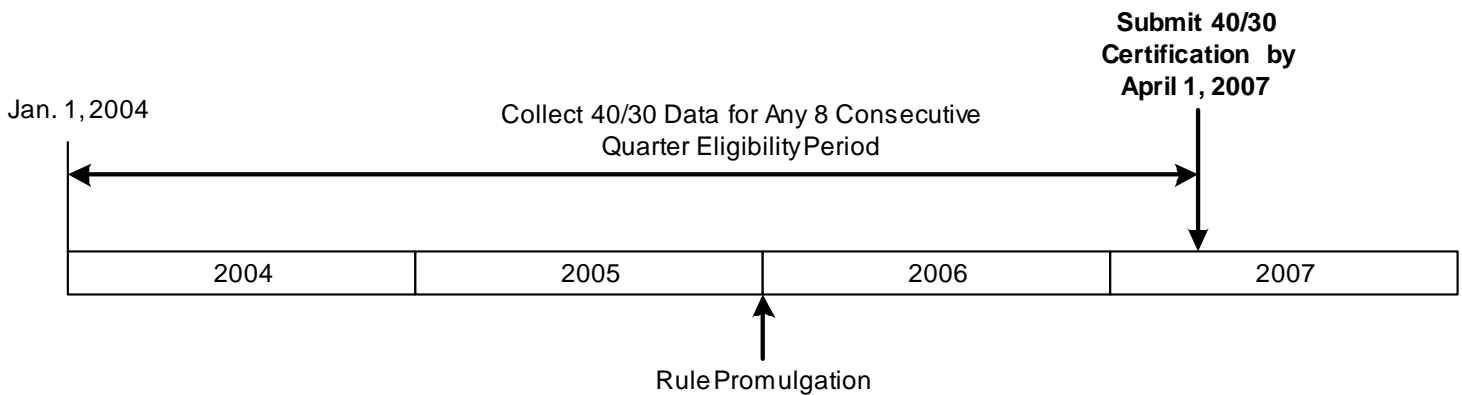 Submit 40/30
Certification by
April 1, 2007
Jan. 1, 2004
Collect 40/30 Data for Any 8 Consecutive
Quarter Eligibility Period
2004 2005 2006 2007
Rule Promulgation